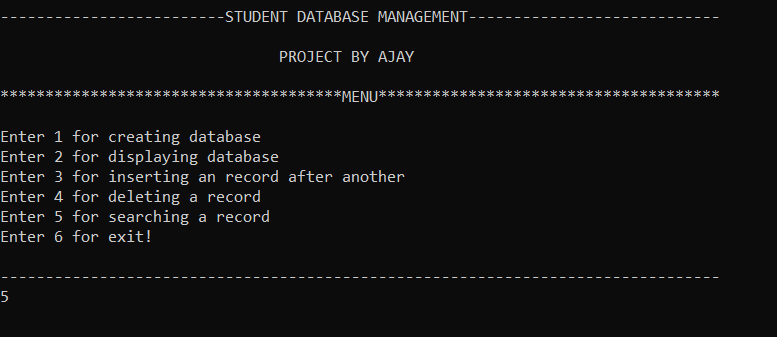 -------------------------STUDENT DATABASE MANAGEMENT----------------------------
PROJECT BY AJAY
**************************************MENU**************************************
Enter 1 for creating database
Enter 2 for displaying database
Enter 3 for inserting an record after another
Enter 4 for deleting a record
Enter 5 for searching a record
Enter 6 for exit!
--------------------------------------------------------------------------------
5